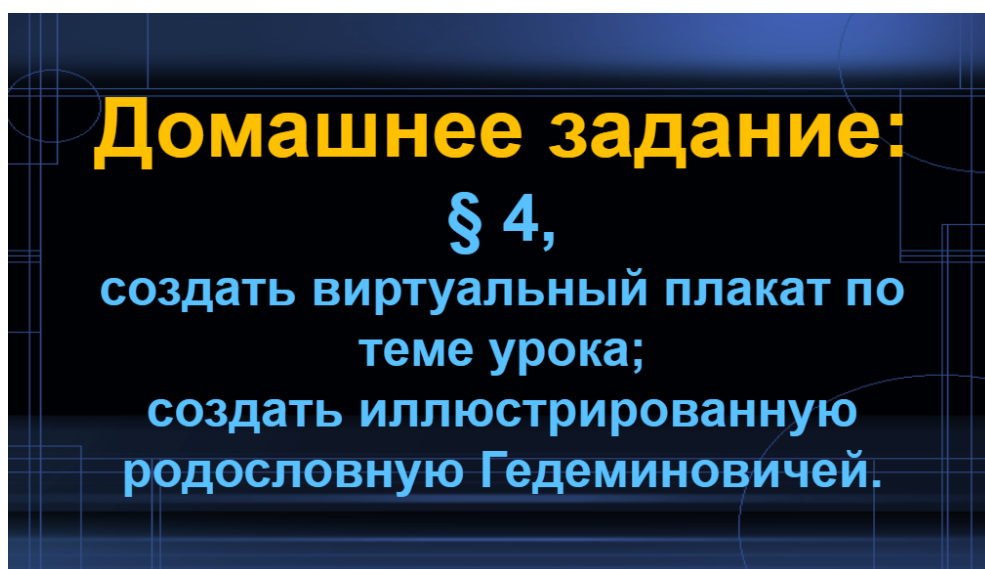 Домашнее задание:
§ 4,
создать виртуальный плакат по
теме урока;
создать иллюстрированную
родословную Гедеминовичей.